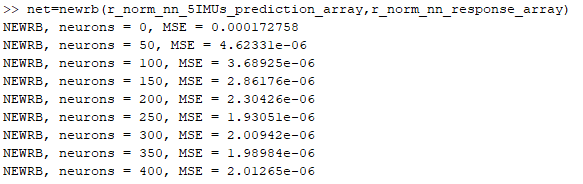 >> net=newrb(r_norm_nn_5IMUs_prediction_array,r_norm_nn_response_array)
NEWRB, neurons = 0, MSE = 0.000172758
NEWRB, neurons = 50, MSE = 4.62331e-06
NEWRB, neurons = 100, MSE = 3.68925e-06
NEWRB, neurons = 150, MSE = 2.86176e-06
NEWRB, neurons = 200, MSE = 2.30426e-06
NEWRB, neurons = 250, MSE = 1.93051e-06
NEWRB, neurons = 300, MSE = 2.00942e-06
NEWRB, neurons = 350, MSE = 1.98984e-06
NEWRB, neurons = 400, MSE = 2.01265e-06